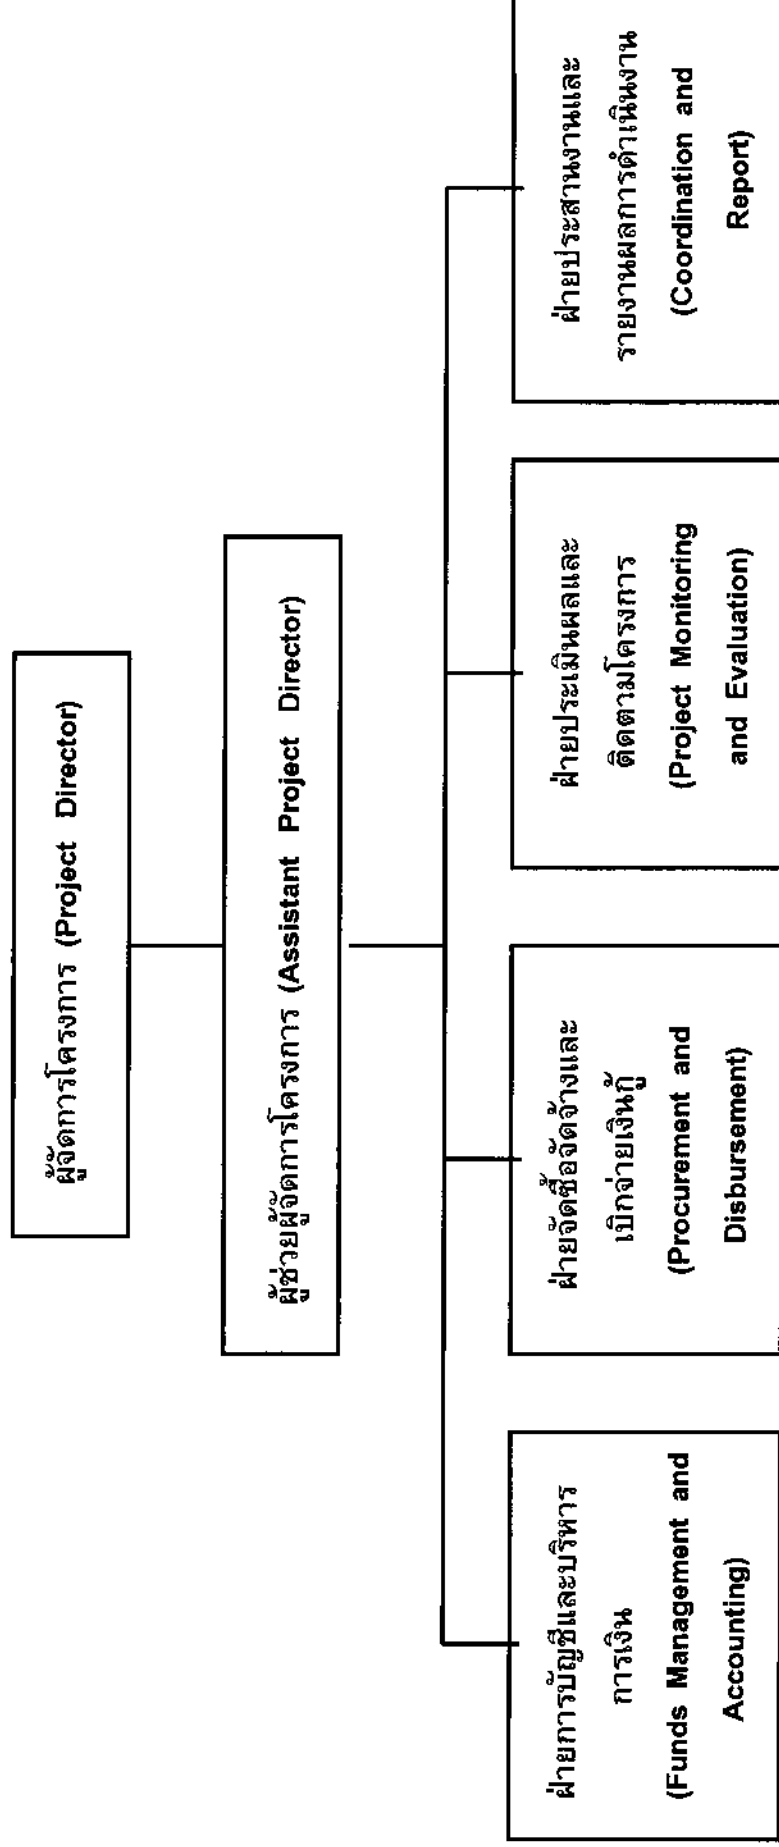 ผู้จัดการโครงการ (Project Director)
ผู้ช่วยผู้จัดการโครงการ (Assistant Project Director)
ฝ่ายการบัญชีและบริหาร
การเงิน
(Funds Management and
Accounting)
ฝ่ายจัดซื้อจัดจ้างและ
เบิกจ่ายเงินกู้
(Procurement and
Disbursement)
ฝ่ายประเมินผลและ
ติดตามโครงการ
(Project Monitoring
and Evaluation)
ฝ่ายประสานงานและ
รายงานผลการดำเนินงาน
(Coordination and
Report)